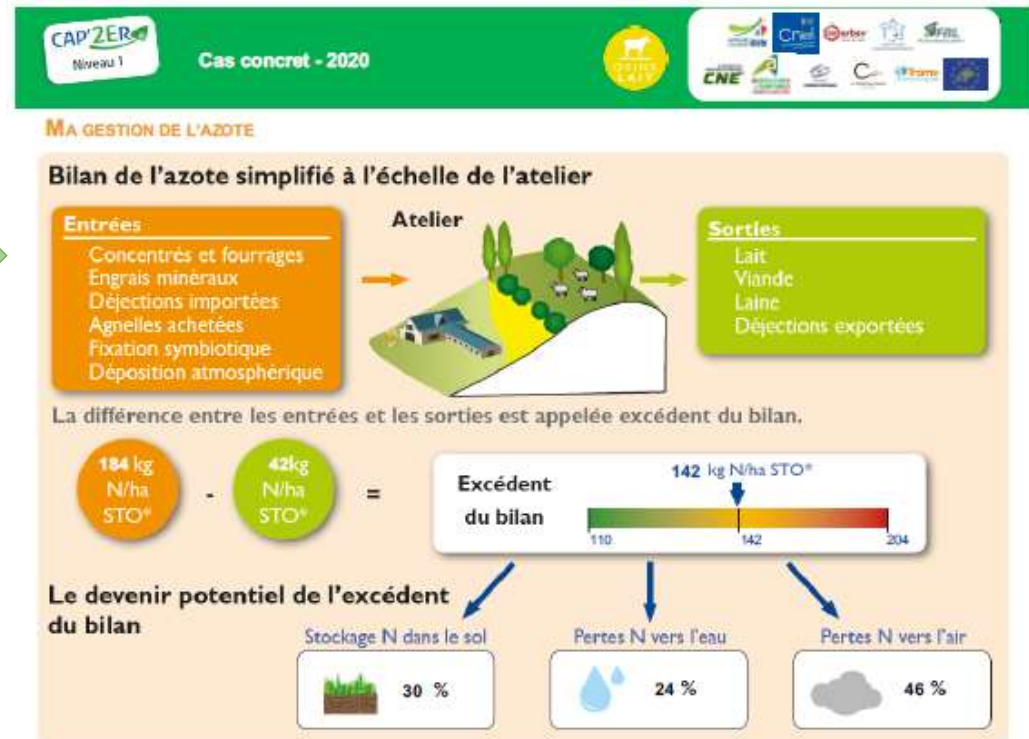 CAP'2ER
Niveau 1
Cas concret - 2020
OVINS
LAIT
Cniel
CNE
MA GESTION DE L'AZOTE
Bilan de l'azote simplifié à l'échelle de l'atelier
Entrées
Concentrés et fourrages
Engrais minéraux
Déjections importées
Agnelles achetées
Fixation symbiotique
Déposition atmosphérique
Atelier
Sorties
Lait
Viande
Laine
Déjections exportées
La différence entre les entrées et les sorties est appelée excédent du bilan.
184 kg
N/ha
STO*
-
42kg
N/ha
STO*
=
Excédent
du bilan
142 kg N/ha STO*
110
142
204
Le devenir potentiel de l'excédent
du bilan
Stockage N dans le sol
30 %
Pertes N vers l'eau
24 %
Pertes N vers l'air
46 %